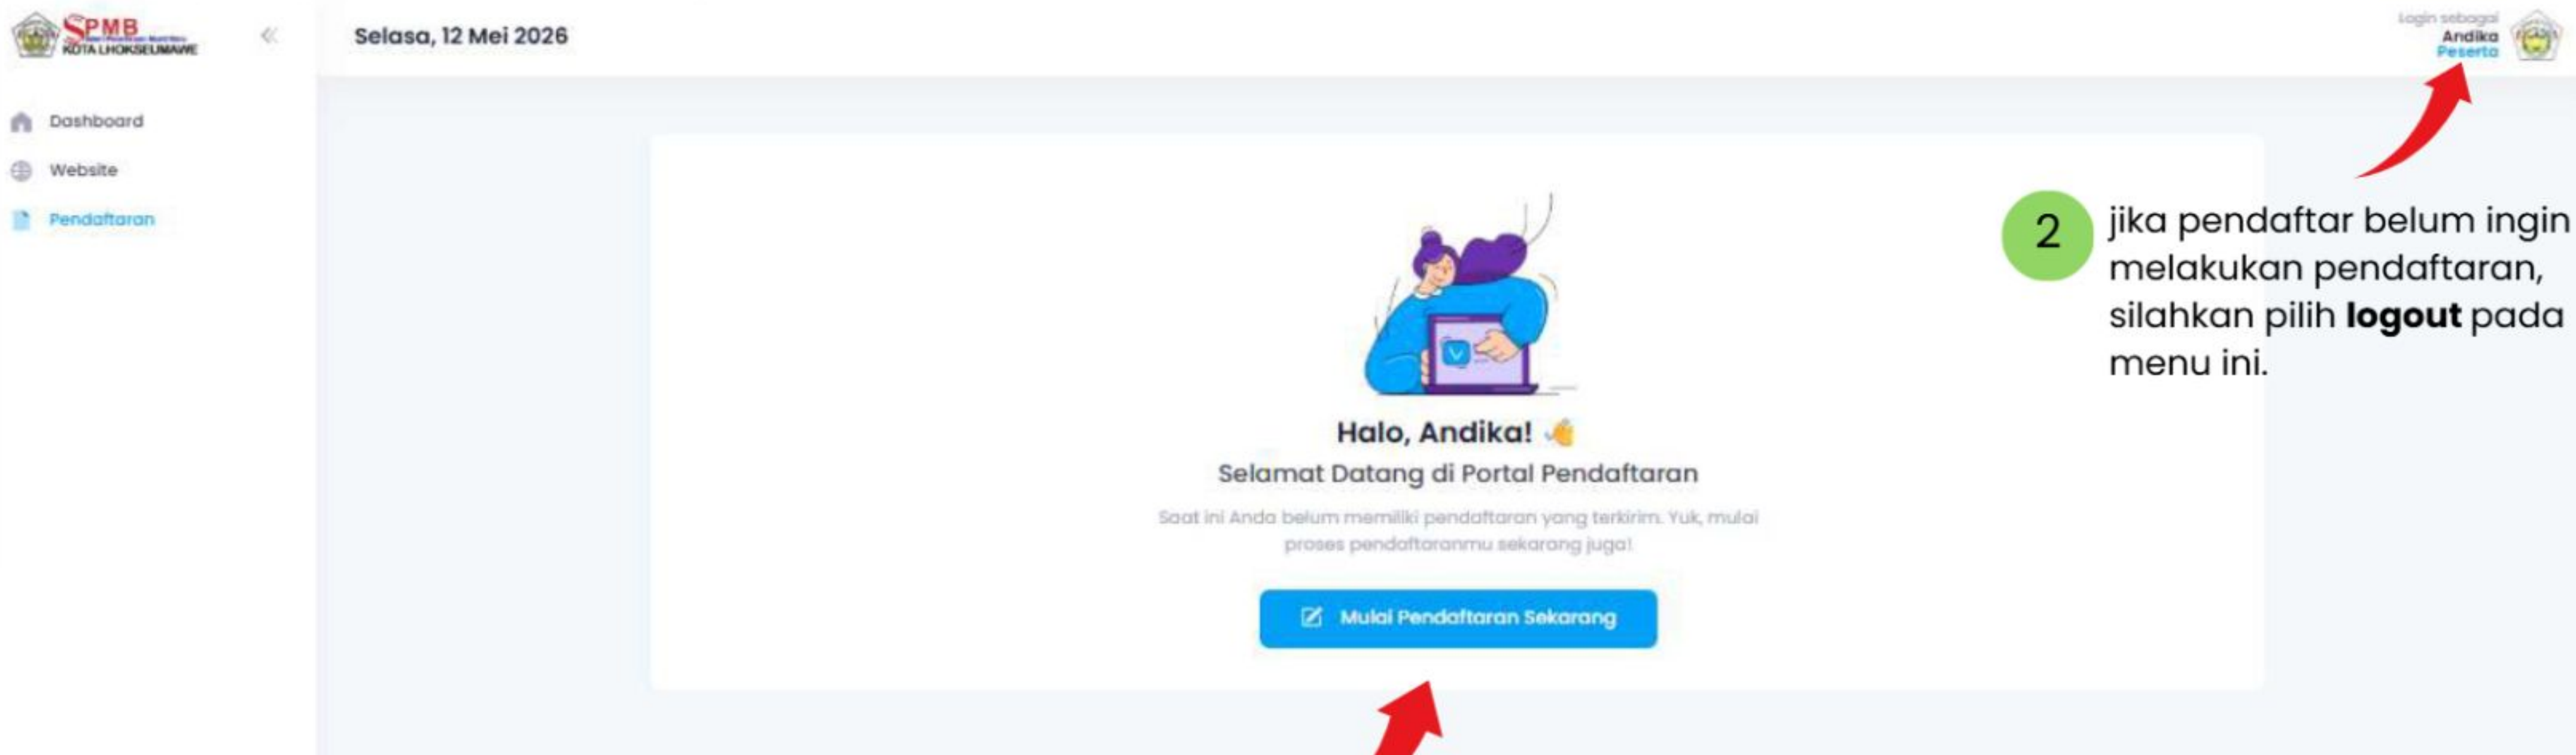 SPMB
KOTA LHOKSEUMAWE
Selasa, 12 Mei 2026
Login sebagai
Andika
Peserta
Dashboard
Website
Pendaftaran
2
jika pendaftar belum ingin
melakukan pendaftaran,
silahkan pilih logout pada
menu ini.
Halo, Andika! 👋
Selamat Datang di Portal Pendaftaran
Saat ini Anda belum memiliki pendaftaran yang terkirim. Yuk, mulai
proses pendaftaranmu sekarang juga!
Mulai Pendaftaran Sekarang